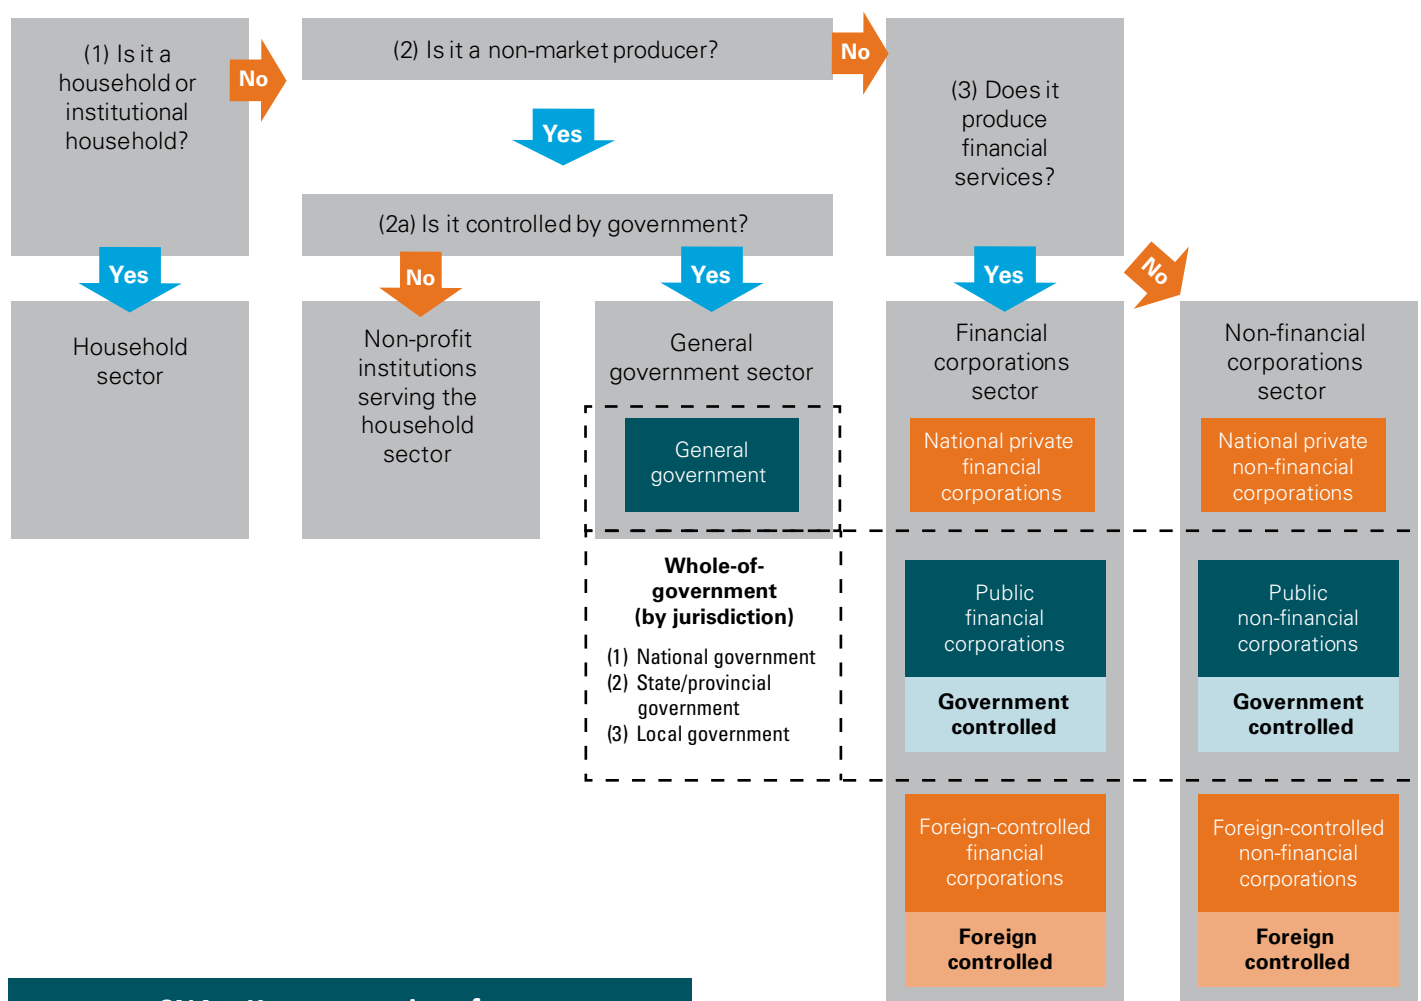 (1) Is it a
household or
institutional
household?
No
(2) Is it a non-market producer?
No
(3) Does it
produce
financial
services?
Yes
(2a) Is it controlled by government?
Yes
No
Yes
Yes
No
Household
sector
Non-profit
institutions
serving the
household
sector
General
government sector
General
government
Financial
corporations
sector
National private
financial
corporations
Non-financial
corporations
sector
National private
non-financial
corporations
Whole-of-
government
(by jurisdiction)
(1) National government
(2) State/provincial
government
(3) Local government
Public
financial
corporations
Government
controlled
Public
non-financial
corporations
Government
controlled
Foreign-controlled
financial
corporations
Foreign
controlled
Foreign-controlled
non-financial
corporations
Foreign
controlled